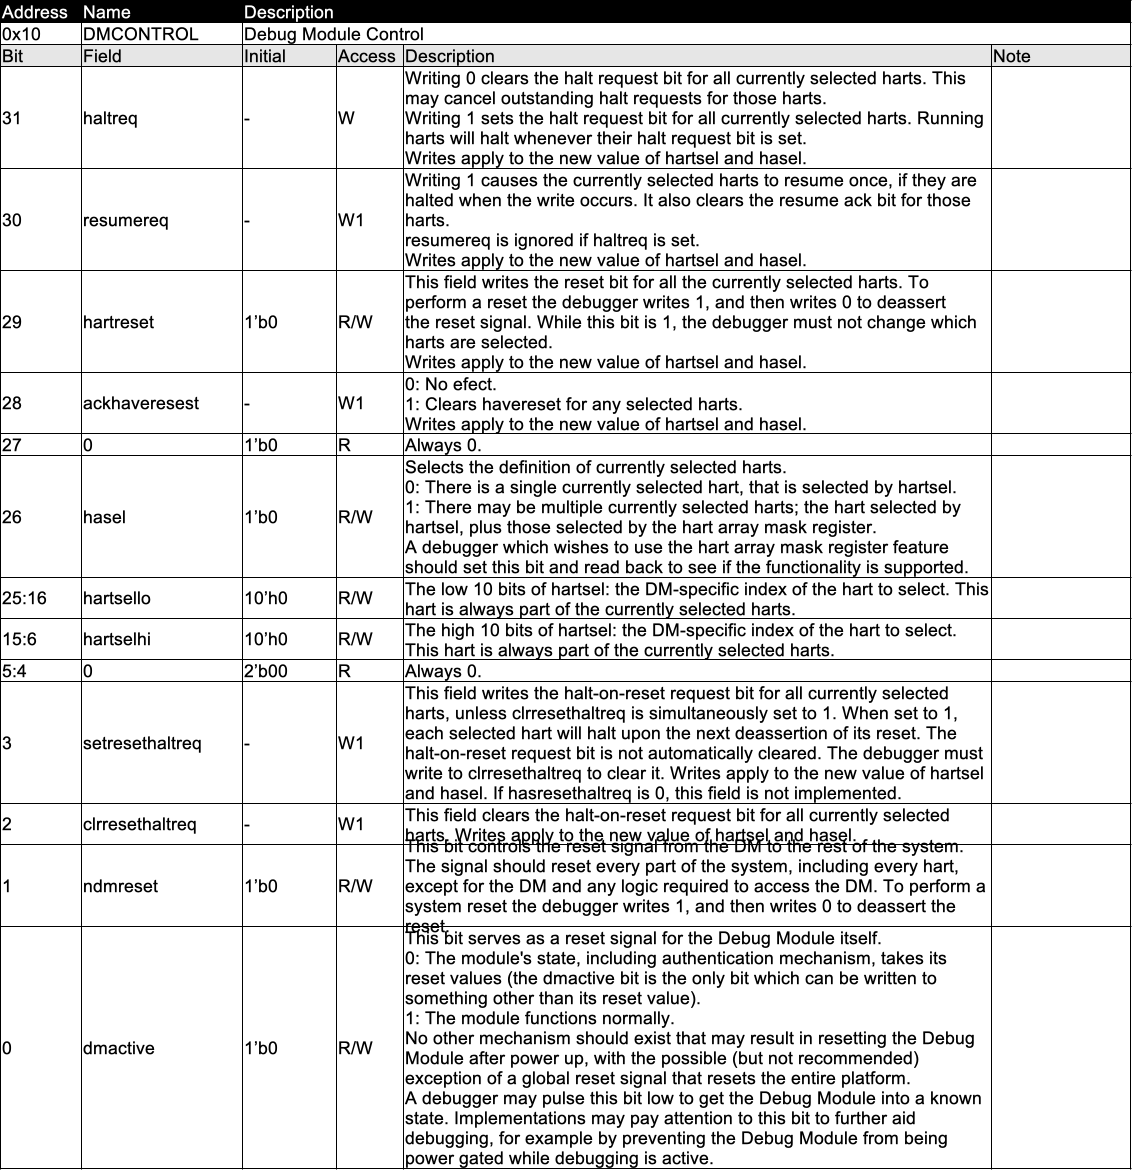 Address Name Description
0x10 DMCONTROL Debug Module Control
Bit Field Initial Access Description Note
31 haltreq - W Writing 0 clears the halt request bit for all currently selected harts. This
may cancel outstanding halt requests for those harts.
Writing 1 sets the halt request bit for all currently selected harts. Running
harts will halt whenever their halt request bit is set.
Writes apply to the new value of hartsel and hasel.
30 resumereq - W1 Writing 1 causes the currently selected harts to resume once, if they are
halted when the write occurs. It also clears the resume ack bit for those
harts.
resumereq is ignored if haltreq is set.
Writes apply to the new value of hartsel and hasel.
29 hartreset 1'b0 R/W This field writes the reset bit for all the currently selected harts. To
perform a reset the debugger writes 1, and then writes 0 to deassert
the reset signal. While this bit is 1, the debugger must not change which
harts are selected.
Writes apply to the new value of hartsel and hasel.
28 ackhaveresest - W1 0: No efect.
1: Clears havereset for any selected harts.
Writes apply to the new value of hartsel and hasel.
27 0 1'b0 R Always 0.
26 hasel 1'b0 R/W Selects the definition of currently selected harts.
0: There is a single currently selected hart, that is selected by hartsel.
1: There may be multiple currently selected harts; the hart selected by
hartsel, plus those selected by the hart array mask register.
A debugger which wishes to use the hart array mask register feature
should set this bit and read back to see if the functionality is supported.
25:16 hartsello 10'h0 R/W The low 10 bits of hartsel: the DM-specific index of the hart to select. This
hart is always part of the currently selected harts.
15:6 hartselhi 10'h0 R/W The high 10 bits of hartsel: the DM-specific index of the hart to select.
This hart is always part of the currently selected harts.
5:4 0 2'b00 R Always 0.
3 setresethaltreq - W1 This field writes the halt-on-reset request bit for all currently selected
harts, unless clrresethaltreq is simultaneously set to 1. When set to 1,
each selected hart will halt upon the next deassertion of its reset. The
halt-on-reset request bit is not automatically cleared. The debugger must
write to clrresethaltreq to clear it. Writes apply to the new value of hartsel
and hasel. If hasresethaltreq is 0, this field is not implemented.
2 clrresethaltreq - W1 This field clears the halt-on-reset request bit for all currently selected
harts. Writes apply to the new value of hartsel and hasel.
1 ndmreset 1'b0 R/W This bit controls the reset signal from the DM to the rest of the system.
The signal should reset every part of the system, including every hart,
except for the DM and any logic required to access the DM. To perform a
system reset the debugger writes 1, and then writes 0 to deassert the
reset.
0 dmactive 1'b0 R/W This bit serves as a reset signal for the Debug Module itself.
0: The module's state, including authentication mechanism, takes its
reset values (the dmactive bit is the only bit which can be written to
something other than its reset value).
1: The module functions normally.
No other mechanism should exist that may result in resetting the Debug
Module after power up, with the possible (but not recommended)
exception of a global reset signal that resets the entire platform.
A debugger may pulse this bit low to get the Debug Module into a known
state. Implementations may pay attention to this bit to further aid
debugging, for example by preventing the Debug Module from being
power gated while debugging is active.